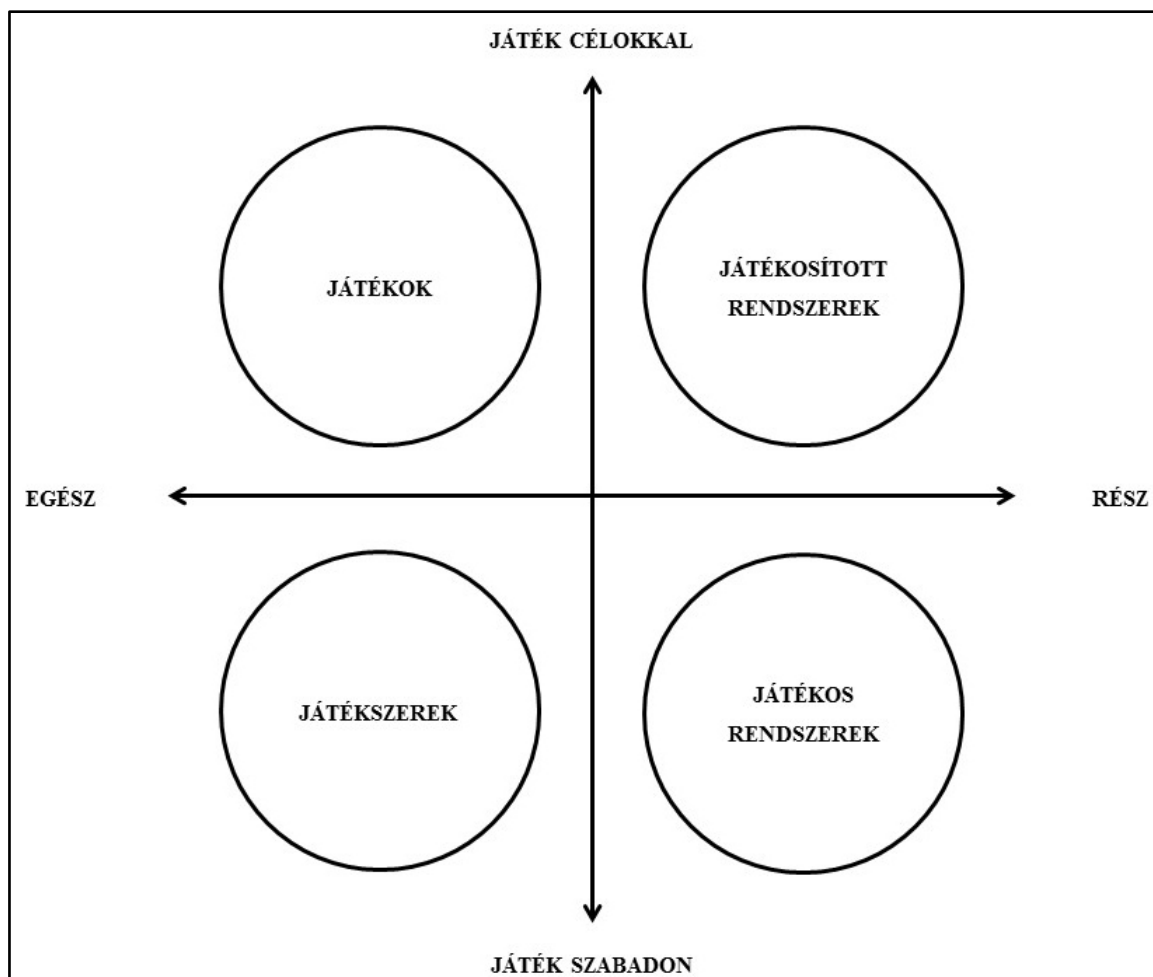 JÁTÉK CÉLOKKAL
JÁTÉKOK
JÁTÉKOSÍTOTT
RENDSZEREK
EGÉSZ
RÉSZ
JÁTÉKSZEREK
JÁTÉKOS
RENDSZEREK
JÁTÉK SZABADON